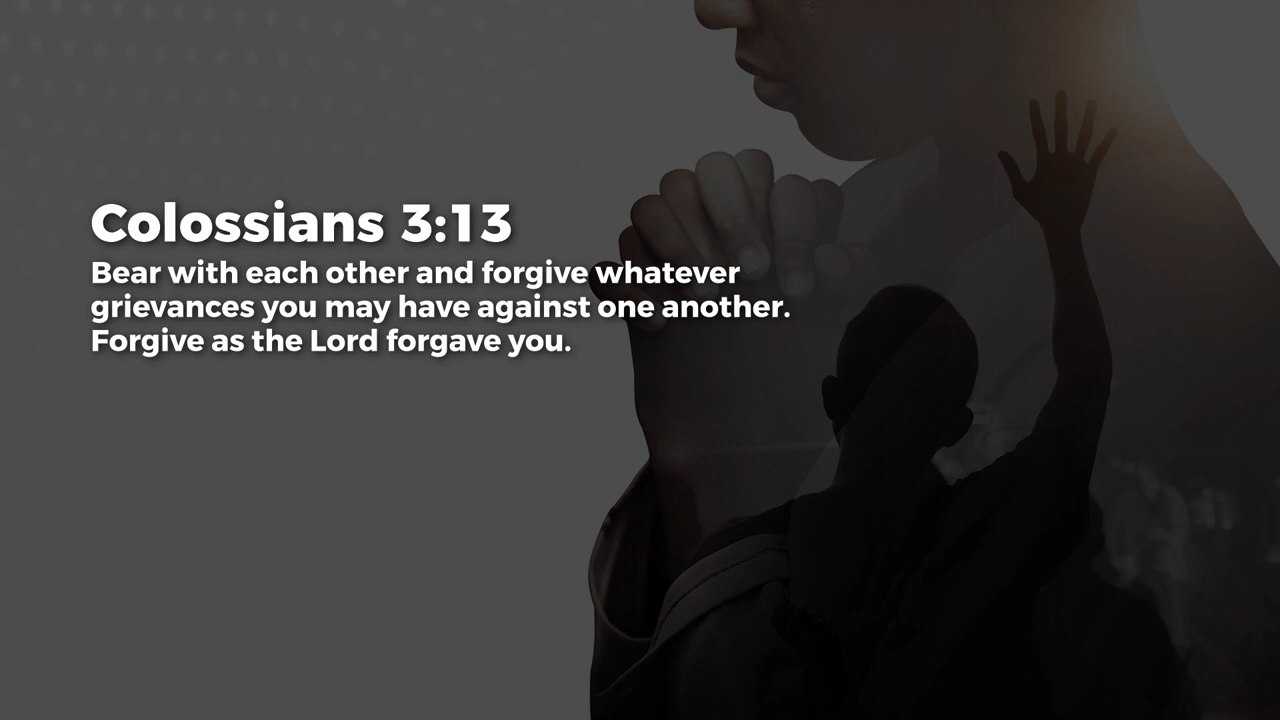 Colossians 3:13
Bear with each other and forgive whatever
grievances you may have against one another.
Forgive as the Lord forgave you.